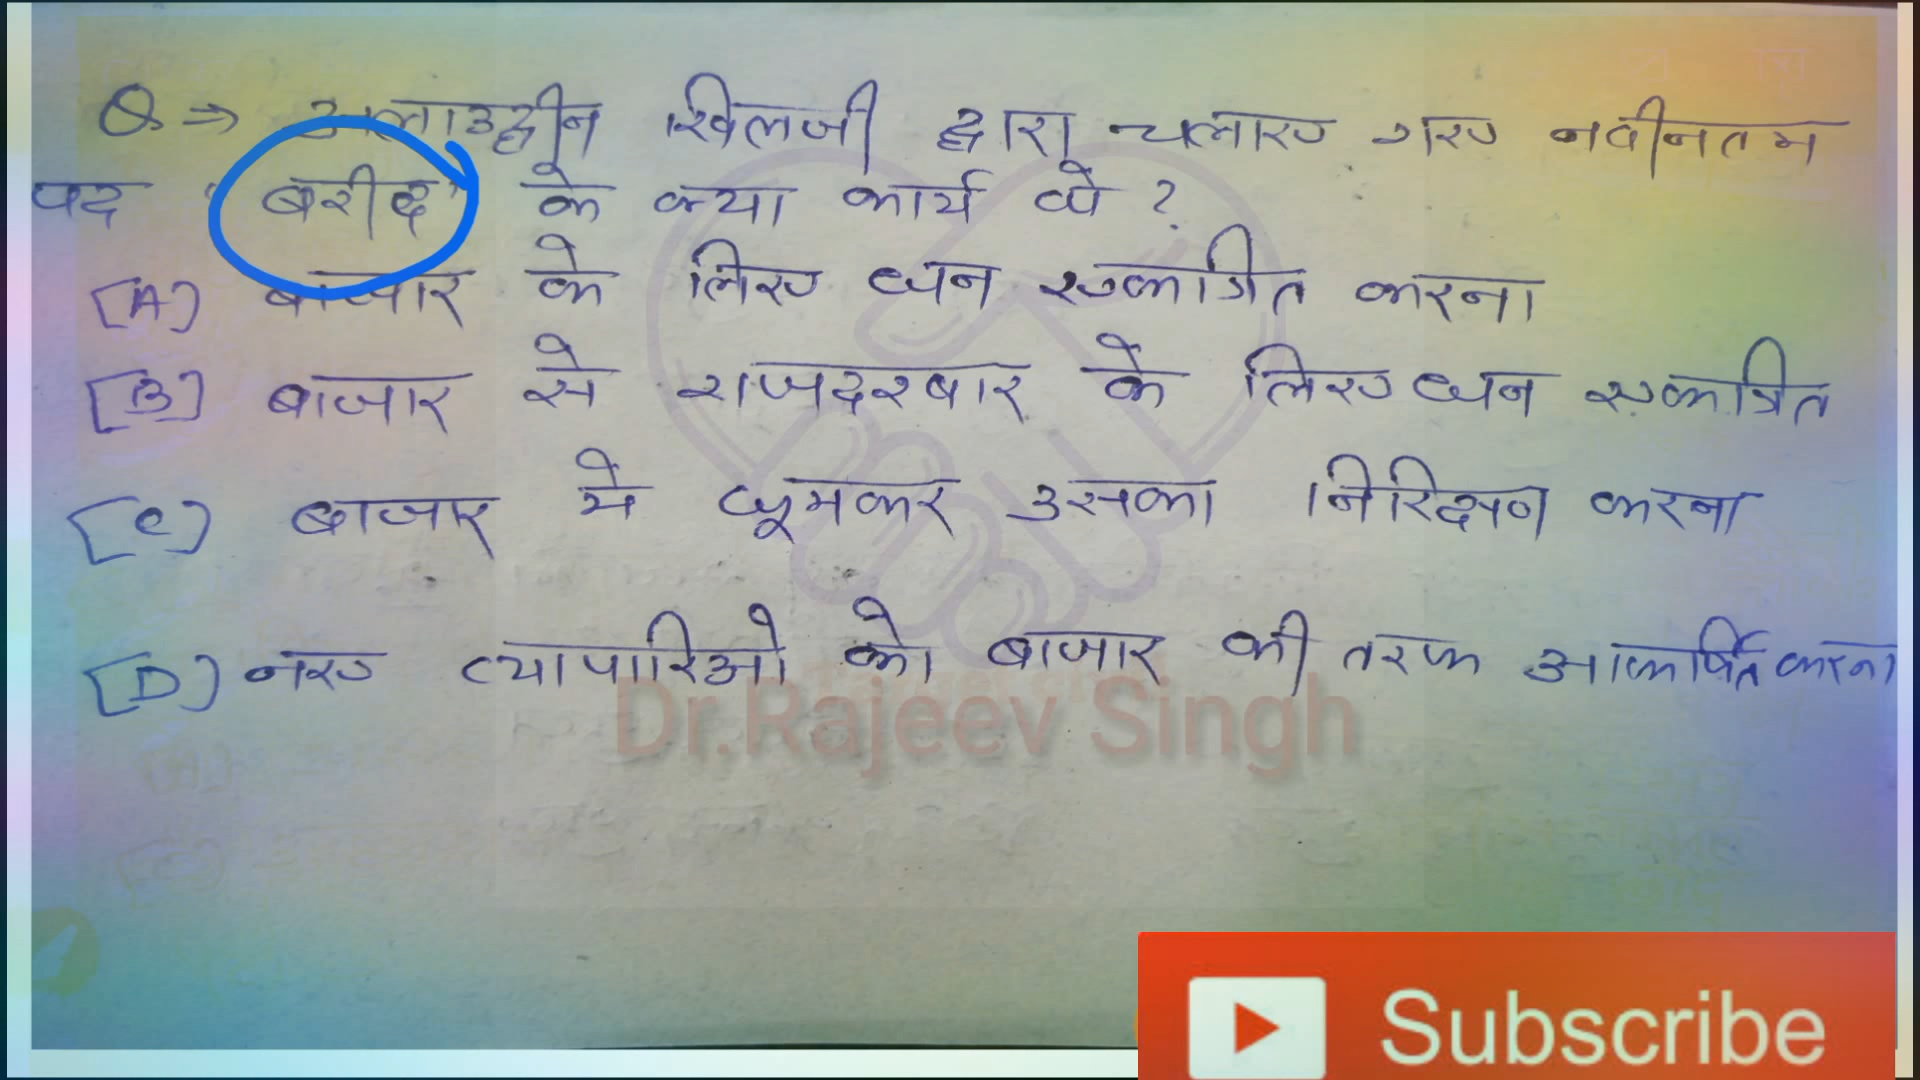 Q⇒ अलाउद्दीन खिलजी द्वारा चलाए गए नवीनतम
पद 'बरीद' के क्या कार्य थे ?
[A] बाजार के लिए धन एकत्रित करना
[B] बाजार से राजदरबार के लिए धन एकत्रित
[C] बाजार मे घूमकर उसका निरिक्षण करना
[D] नए व्यापारिओ को बाजार की तरफ आकर्षित करना
Dr.Rajeev Singh
Subscribe